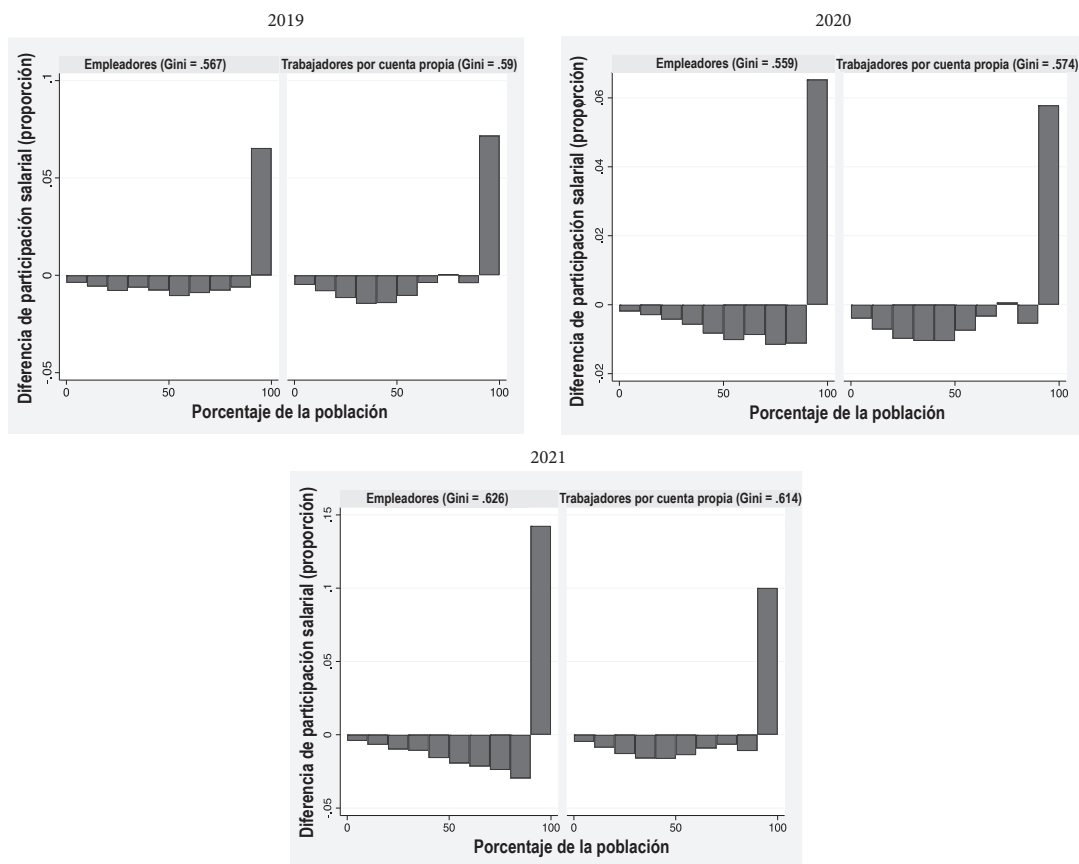 2019
2020
Diferencia de participación salarial (proporción)
Empleadores (Gini = .567)
Trabajadores por cuenta propia (Gini = .59)
.1
.05
0
-.05
0
50
100
0
50
100
Porcentaje de la población
Diferencia de participación salarial (proporción)
Empleadores (Gini = .559)
Trabajadores por cuenta propia (Gini = .574)
.06
.04
.02
0
-.02
0
50
100
0
50
100
Porcentaje de la población
2021
Diferencia de participación salarial (proporción)
Empleadores (Gini = .626)
Trabajadores por cuenta propia (Gini = .614)
.15
.1
.05
0
-.05
0
50
100
0
50
100
Porcentaje de la población